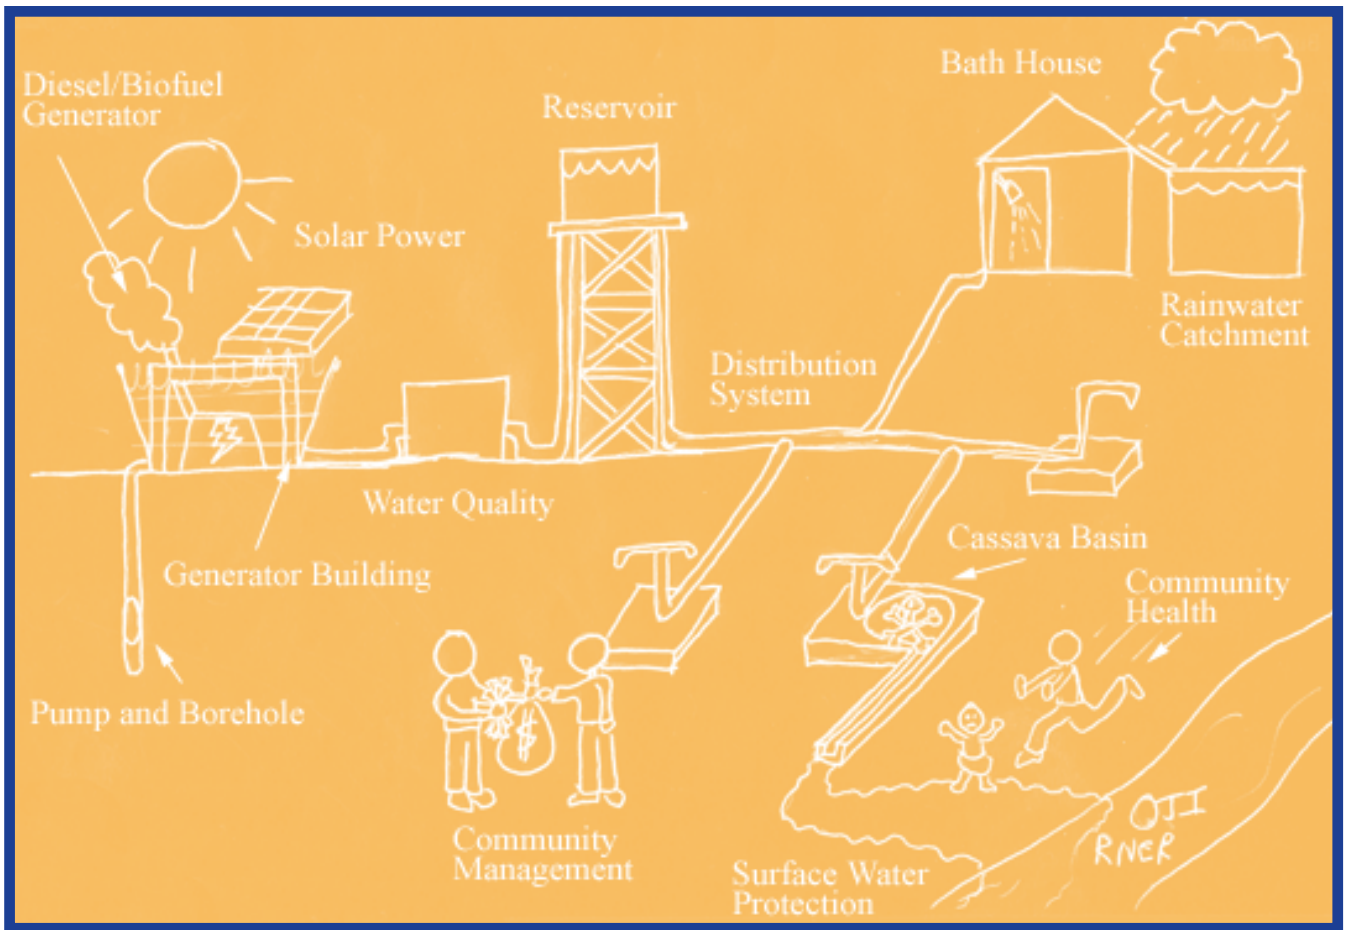 Diesel/Biofuel
Generator
Solar Power
Reservoir
Bath House
Rainwater
Catchment
Distribution
System
Water Quality
Generator Building
Pump and Borehole
Cassava Basin
Community
Health
$
Community
Management
OJI
RIVER
Surface Water
Protection